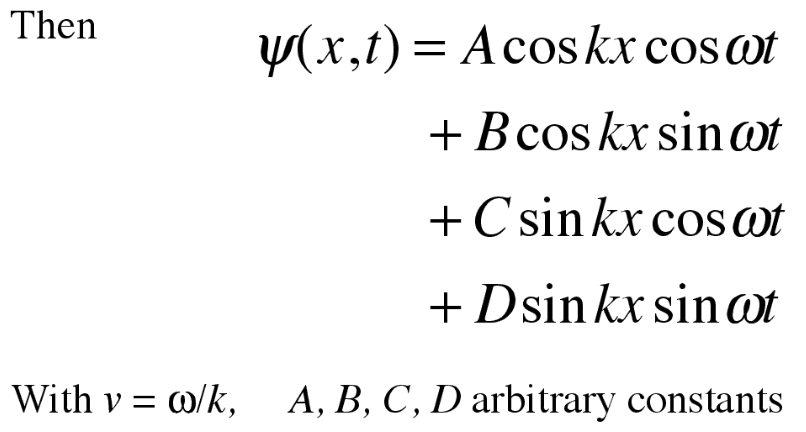 Then
ψ(x,t) = A cos kx cos ωt
+ B cos kx sin ωt
+ C sin kx cos ωt
+ D sin kx sin ωt
With v = ω/k, A, B, C, D arbitrary constants